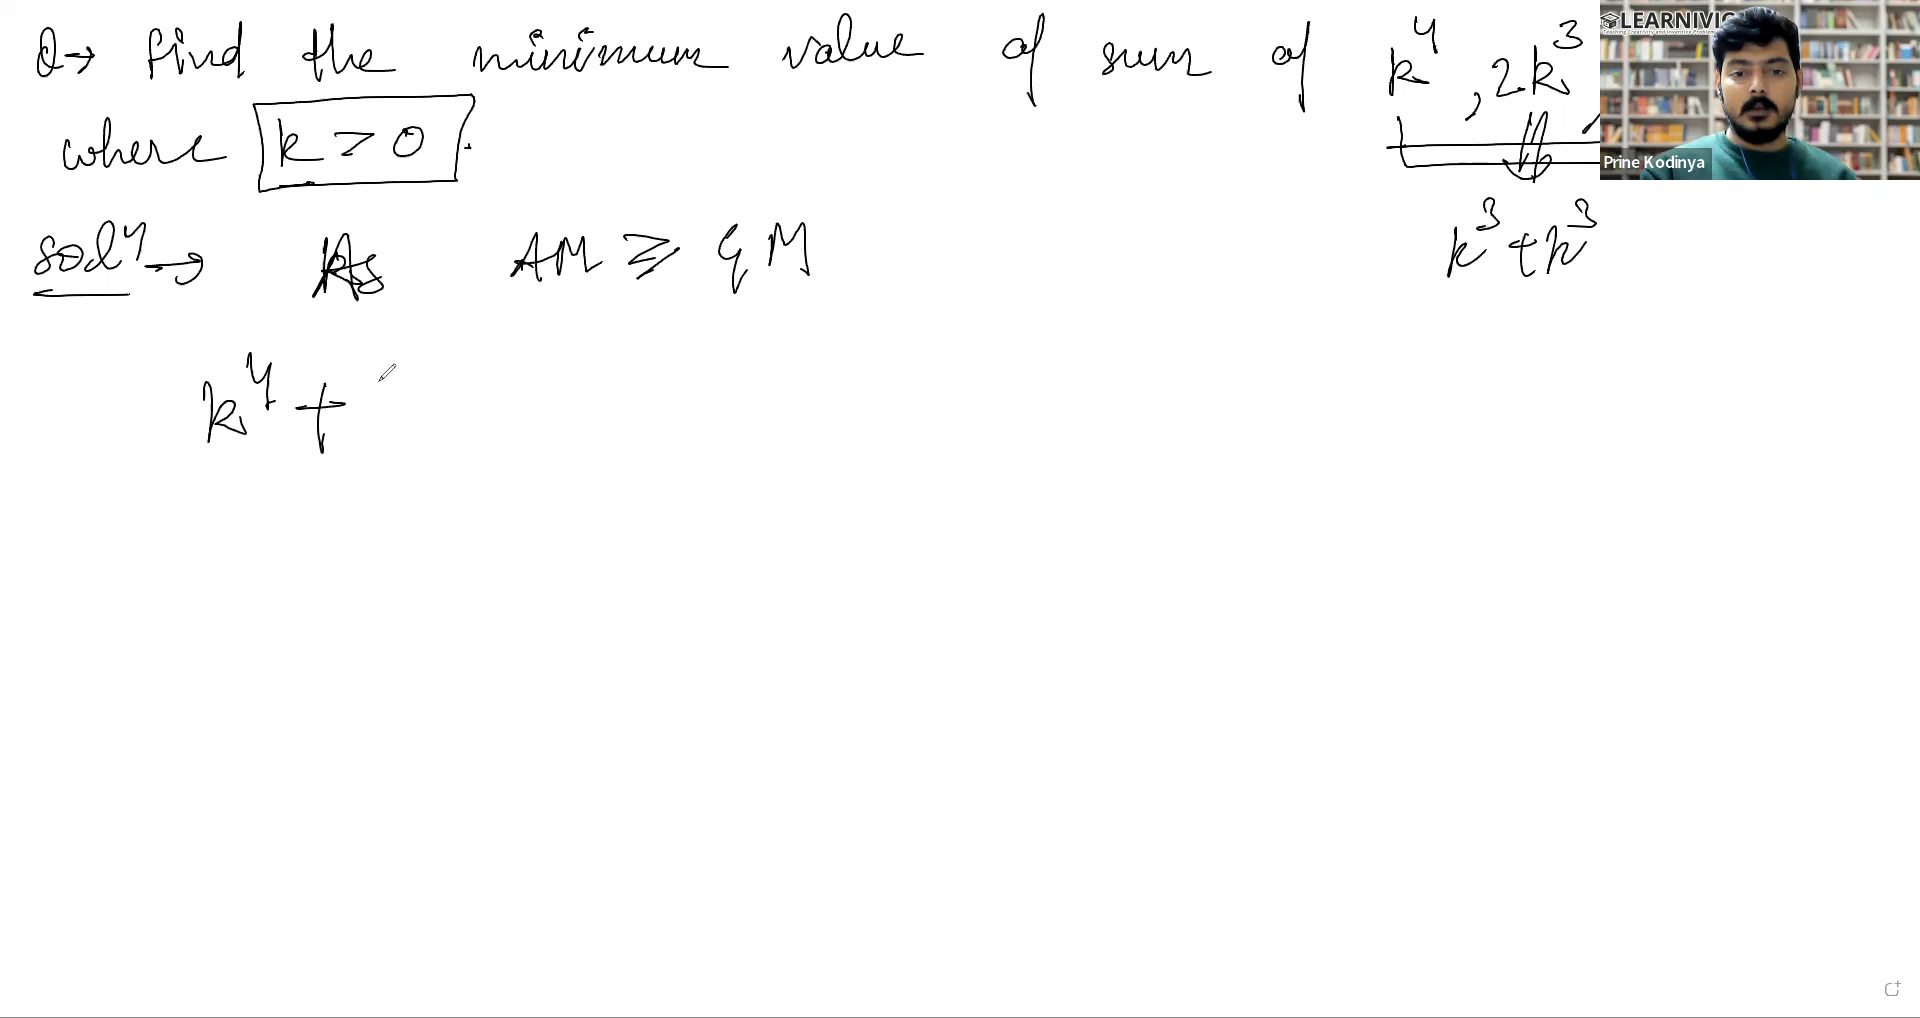 Q→ find the minimum value of sum of k⁴, 2k³
where k > 0.
solⁿ→ As AM ≥ GM
k³+k³
k⁴ +
LEARNIVI
Prine Kodinya